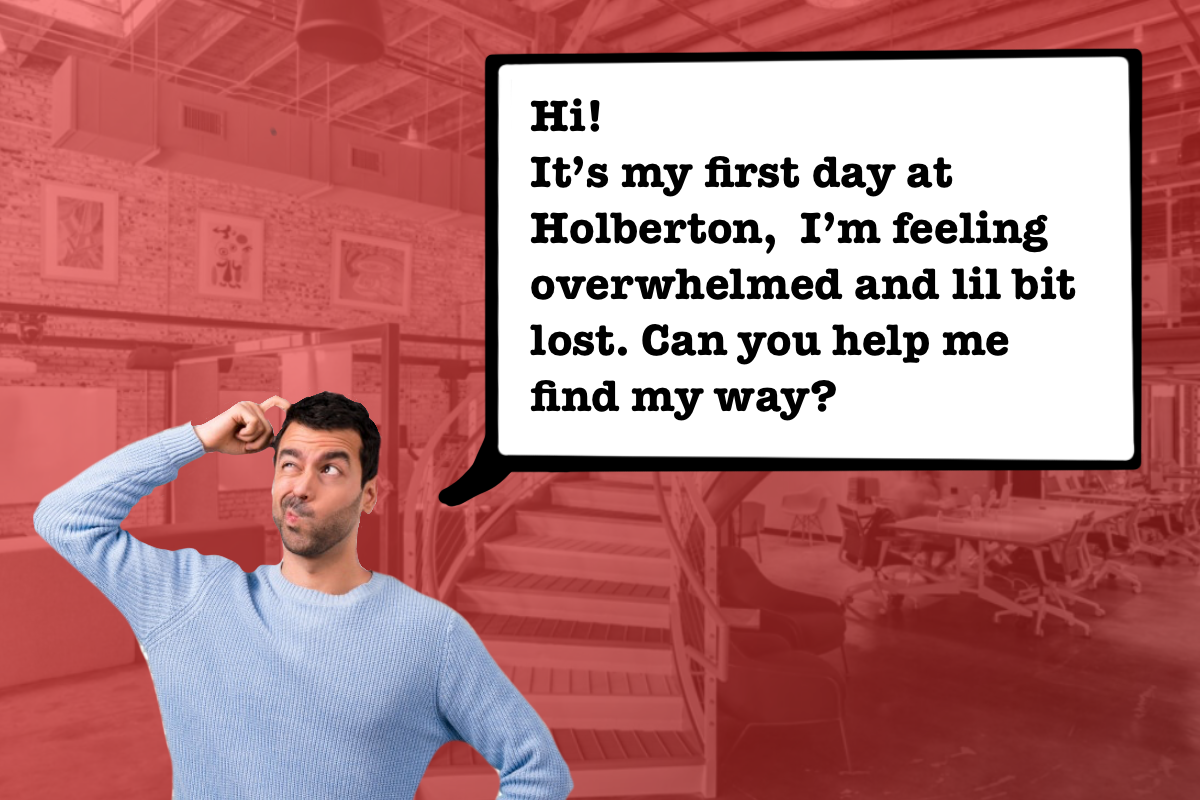 Hi!
It’s my first day at
Holberton,  I’m feeling
overwhelmed and lil bit
lost. Can you help me
find my way?